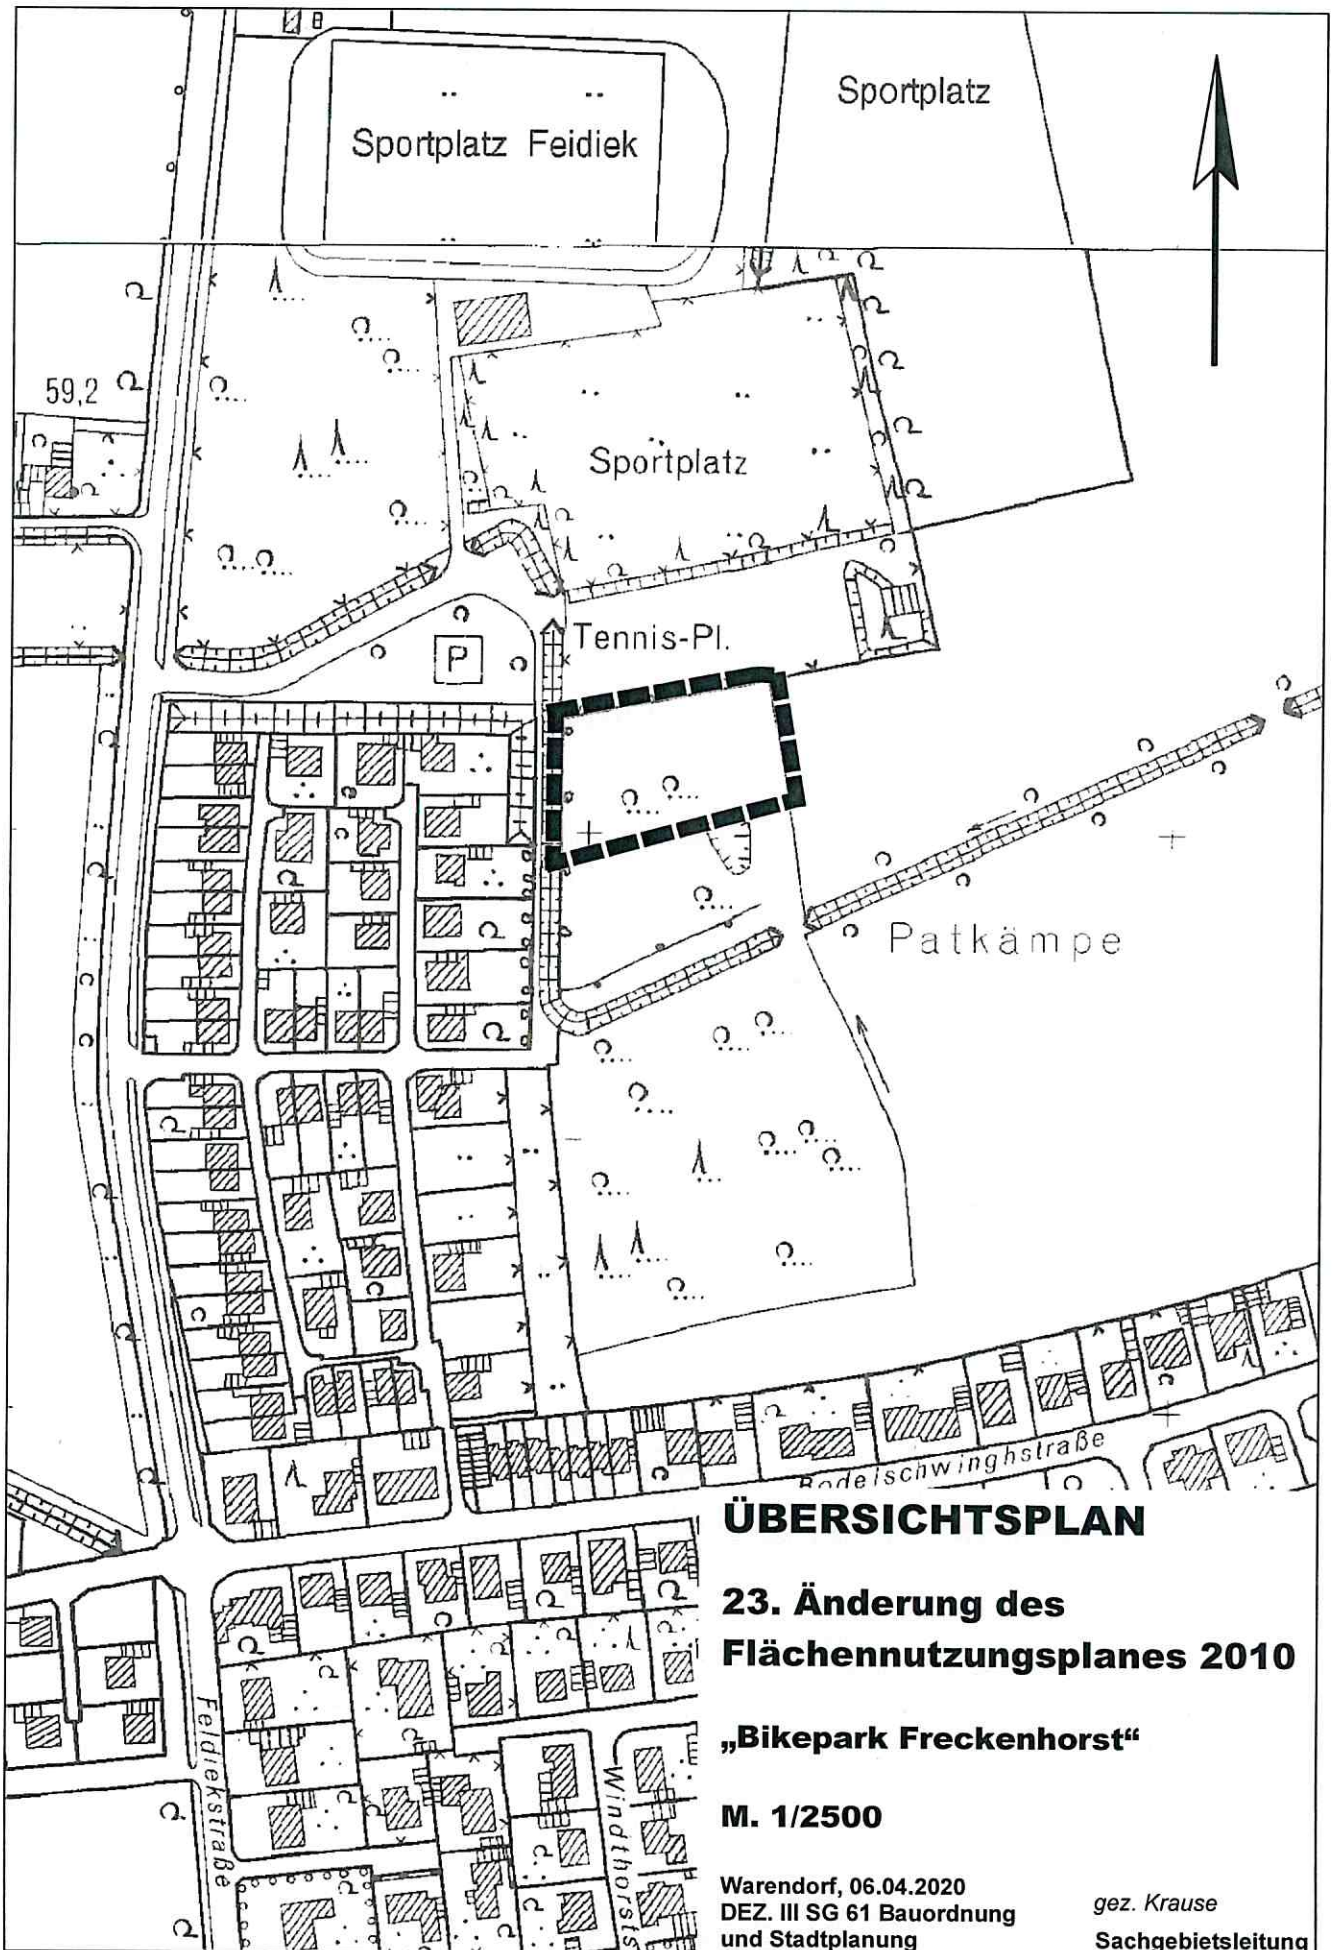 Sportplatz
Sportplatz Feidiek
59,2
Sportplatz
Tennis-Pl.
P
Patkämpe
Bodelschwinghstraße
ÜBERSICHTSPLAN
23. Änderung des
Flächennutzungsplanes 2010
„Bikepark Freckenhorst“
M. 1/2500
Feldiekstraße
Windthorsts
Warendorf, 06.04.2020
DEZ. III SG 61 Bauordnung
und Stadtplanung
gez. Krause
Sachgebietsleitung